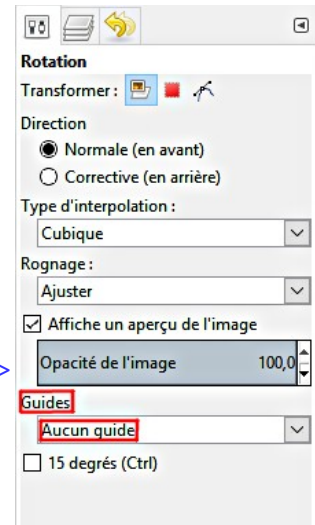 Rotation
Transformer :
Direction
Normale (en avant)
Corrective (en arrière)
Type d'interpolation :
Cubique
Rognage :
Ajuster
Affiche un aperçu de l'image
Opacité de l'image 100,0
>
Guides
Aucun guide
15 degrés (Ctrl)